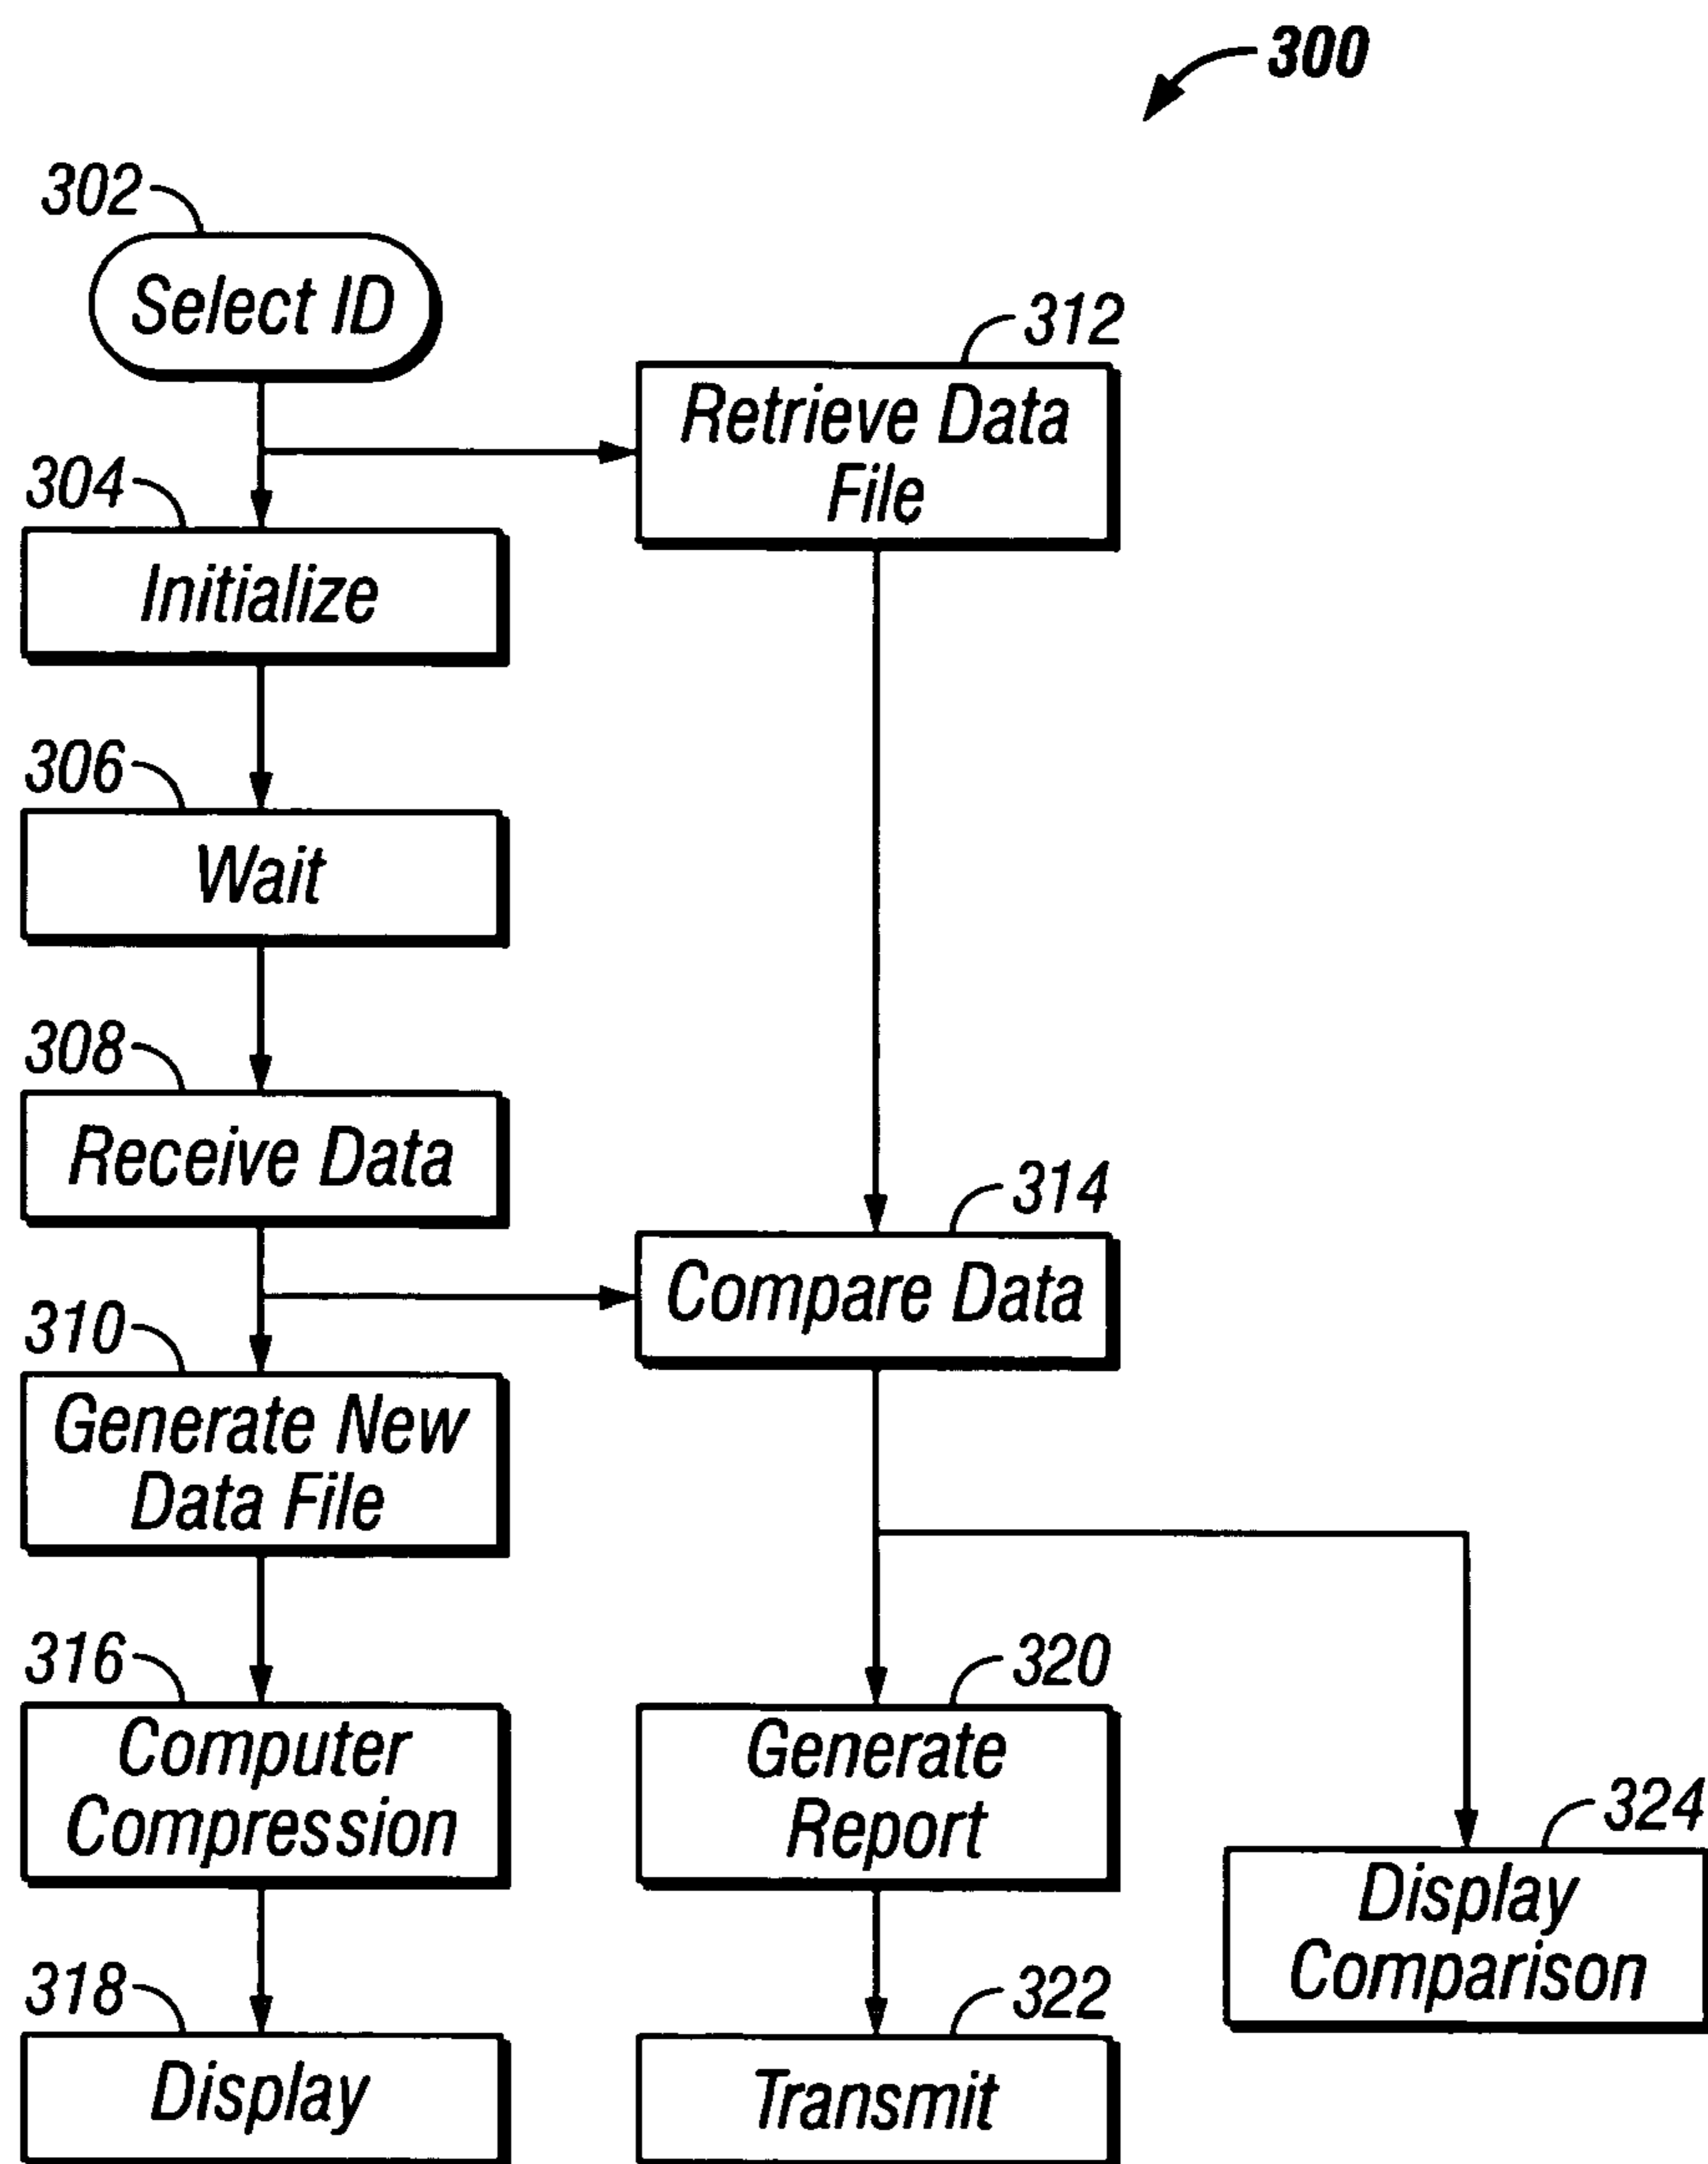 300
302
Select ID
312
Retrieve Data
File
304
Initialize
306
Wait
308
Receive Data
314
Compare Data
310
Generate New
Data File
316
Computer
Compression
320
Generate
Report
324
Display
Comparison
318
Display
322
Transmit